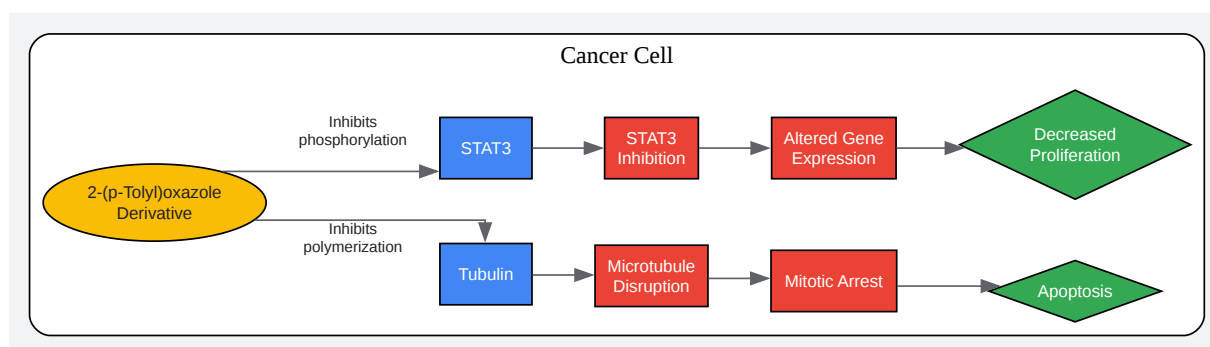 Cancer Cell
Inhibits
phosphorylation
STAT3
STAT3
Inhibition
Altered Gene
Expression
Decreased
Proliferation
2-(p-Tolyl)oxazole
Derivative
Inhibits
polymerization
Tubulin
Microtubule
Disruption
Mitotic Arrest
Apoptosis